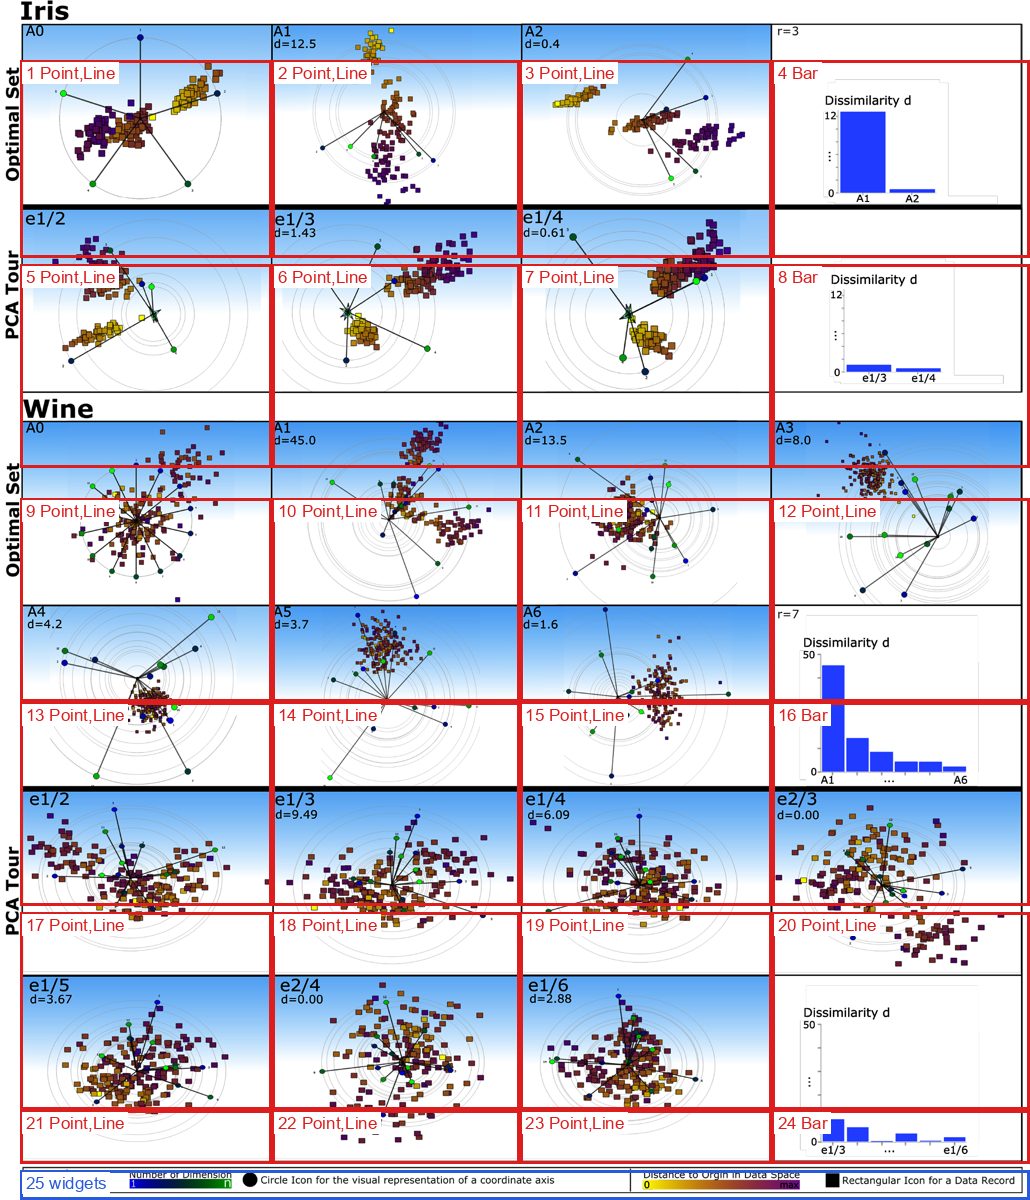 Iris
Optimal Set
A0
A1
d=12.5
A2
d=0.4
r=3
1 Point,Line
2 Point,Line
3 Point,Line
4 Bar
Dissimilarity d
12
0
A1
A2
PCA Tour
e1/2
e1/3
d=1.43
e1/4
d=0.61
5 Point,Line
6 Point,Line
7 Point,Line
8 Bar
Dissimilarity d
12
0
e1/3
e1/4
Wine
Optimal Set
A0
A1
d=45.0
A2
d=13.5
A3
d=8.0
9 Point,Line
10 Point,Line
11 Point,Line
12 Point,Line
A4
d=4.2
A5
d=3.7
A6
d=1.6
r=7
Dissimilarity d
50
13 Point,Line
14 Point,Line
15 Point,Line
16 Bar
0
A1
...
A6
PCA Tour
e1/2
e1/3
d=9.49
e1/4
d=6.09
e2/3
d=0.00
17 Point,Line
18 Point,Line
19 Point,Line
20 Point,Line
e1/5
d=3.67
e2/4
d=0.00
e1/6
d=2.88
Dissimilarity d
50
21 Point,Line
22 Point,Line
23 Point,Line
24 Bar
0
e1/3
...
e1/6
25 widgets
Number of Dimension
1
n
Circle Icon for the visual representation of a coordinate axis
Distance to Orgin in Data Space
0
max
Rectangular Icon for a Data Record